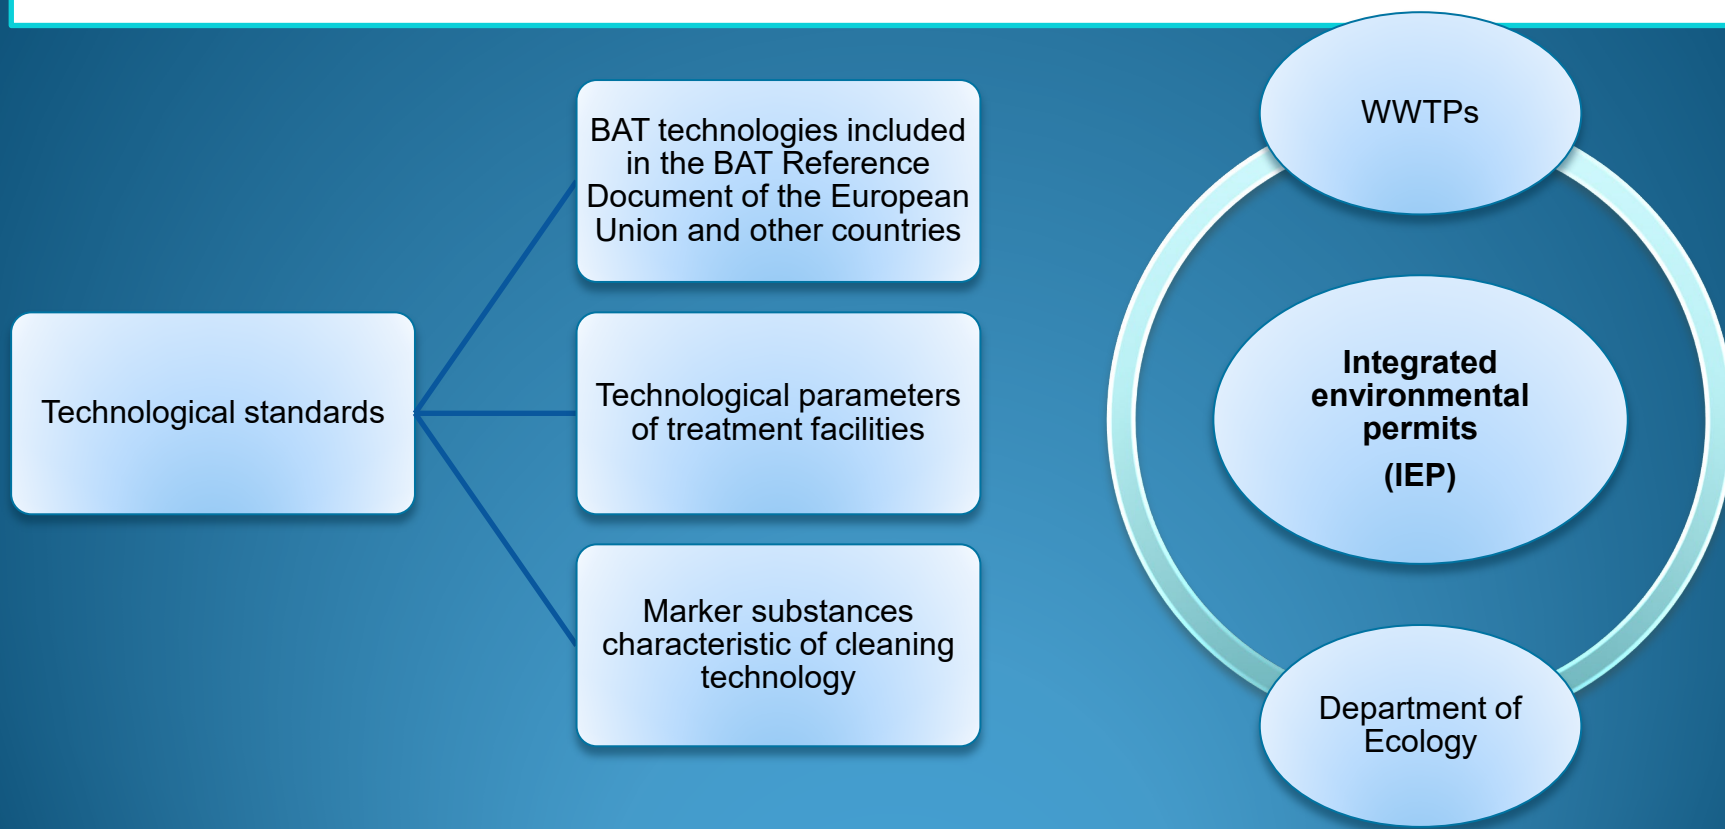 Technological standards
BAT technologies included
in the BAT Reference
Document of the European
Union and other countries
Technological parameters
of treatment facilities
Marker substances
characteristic of cleaning
technology
WWTPs
Integrated
environmental
permits
(IEP)
Department of
Ecology